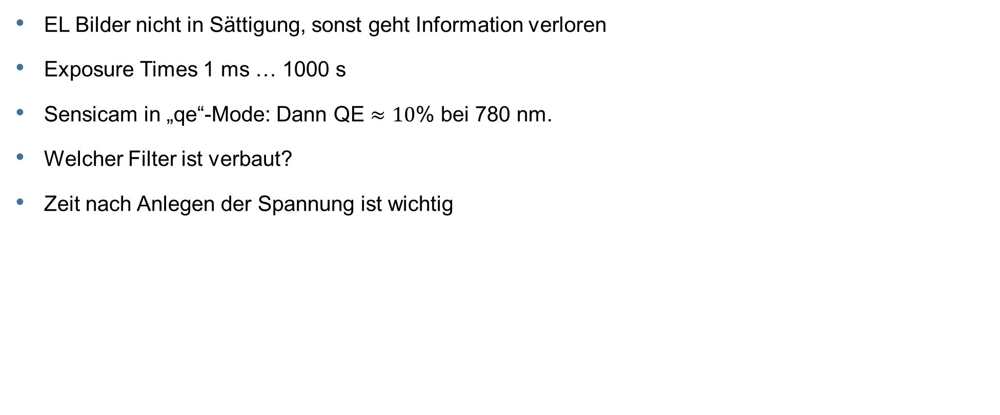 • EL Bilder nicht in Sättigung, sonst geht Information verloren
• Exposure Times 1 ms … 1000 s
• Sensicam in „qe“-Mode: Dann QE ≈ 10% bei 780 nm.
• Welcher Filter ist verbaut?
• Zeit nach Anlegen der Spannung ist wichtig